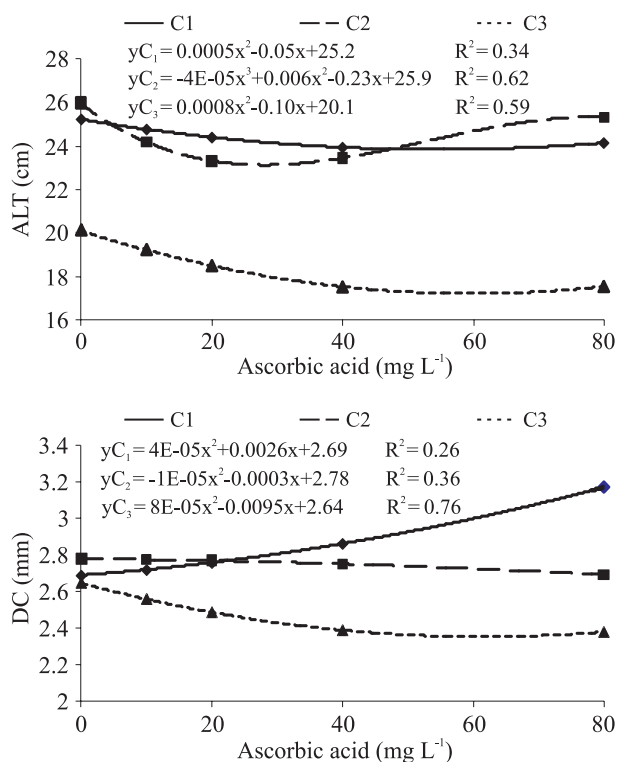 C1 C2 C3
yC₁ = 0.0005x²-0.05x+25.2 R² = 0.34
yC₂ = -4E-05x³+0.006x²-0.23x+25.9 R² = 0.62
yC₃ = 0.0008x²-0.10x+20.1 R² = 0.59
28
26
24
22
20
18
16
ALT (cm)
0 20 40 60 80
Ascorbic acid (mg L⁻¹)
C1 C2 C3
yC₁ = 4E-05x²+0.0026x+2.69 R² = 0.26
yC₂ = -1E-05x²-0.0003x+2.78 R² = 0.36
yC₃ = 8E-05x²-0.0095x+2.64 R² = 0.76
3.4
3.2
3
2.8
2.6
2.4
2.2
2
DC (mm)
0 20 40 60 80
Ascorbic acid (mg L⁻¹)